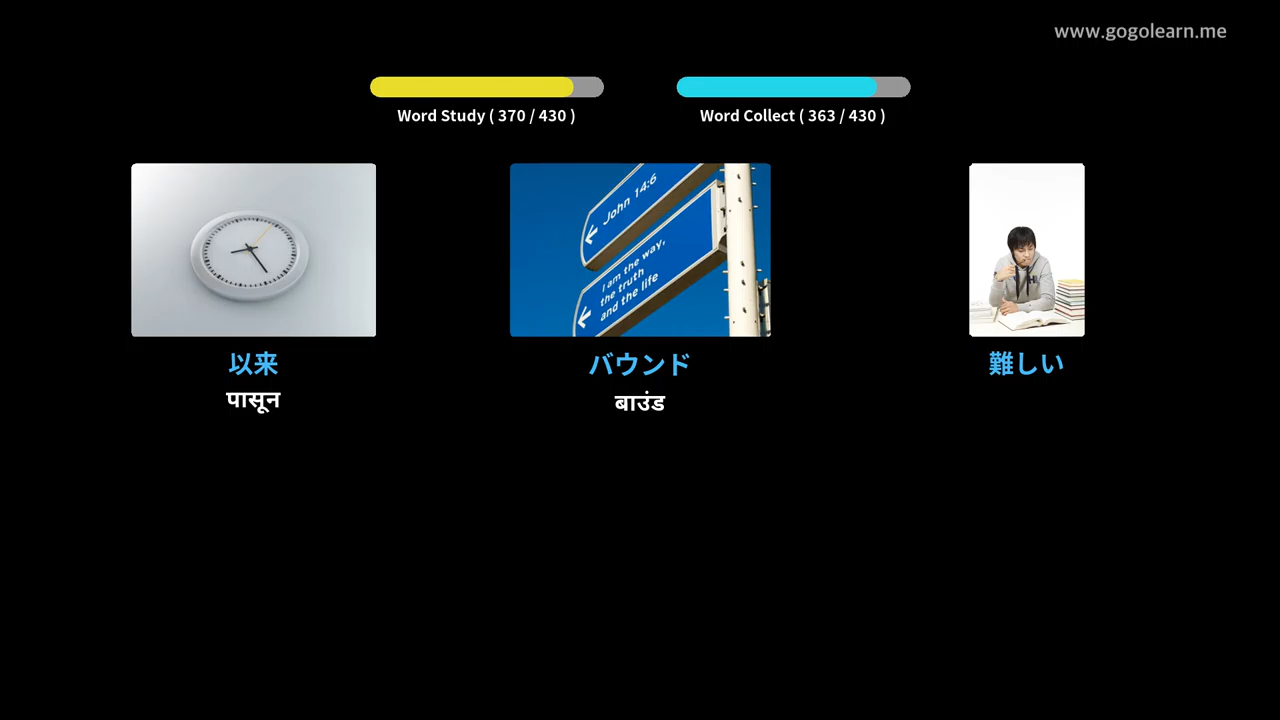 www.gogolearn.me
Word Study ( 370 / 430 )
Word Collect ( 363 / 430 )
John 14:6
I am the way,
the truth
and the life
以来
バウンド
難しい
पासून
बाउंड